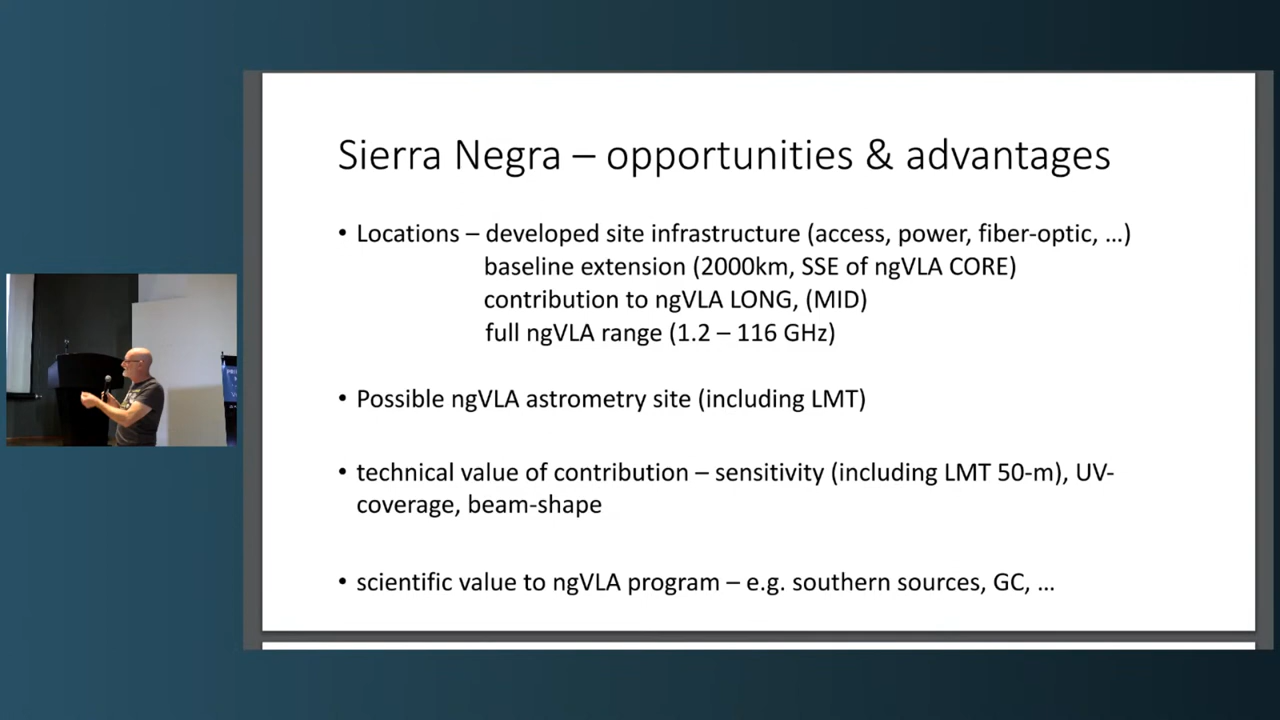 Sierra Negra – opportunities & advantages
• Locations – developed site infrastructure (access, power, fiber-optic, …)
baseline extension (2000km, SSE of ngVLA CORE)
contribution to ngVLA LONG, (MID)
full ngVLA range (1.2 – 116 GHz)
• Possible ngVLA astrometry site (including LMT)
• technical value of contribution – sensitivity (including LMT 50-m), UV-
coverage, beam-shape
• scientific value to ngVLA program – e.g. southern sources, GC, …